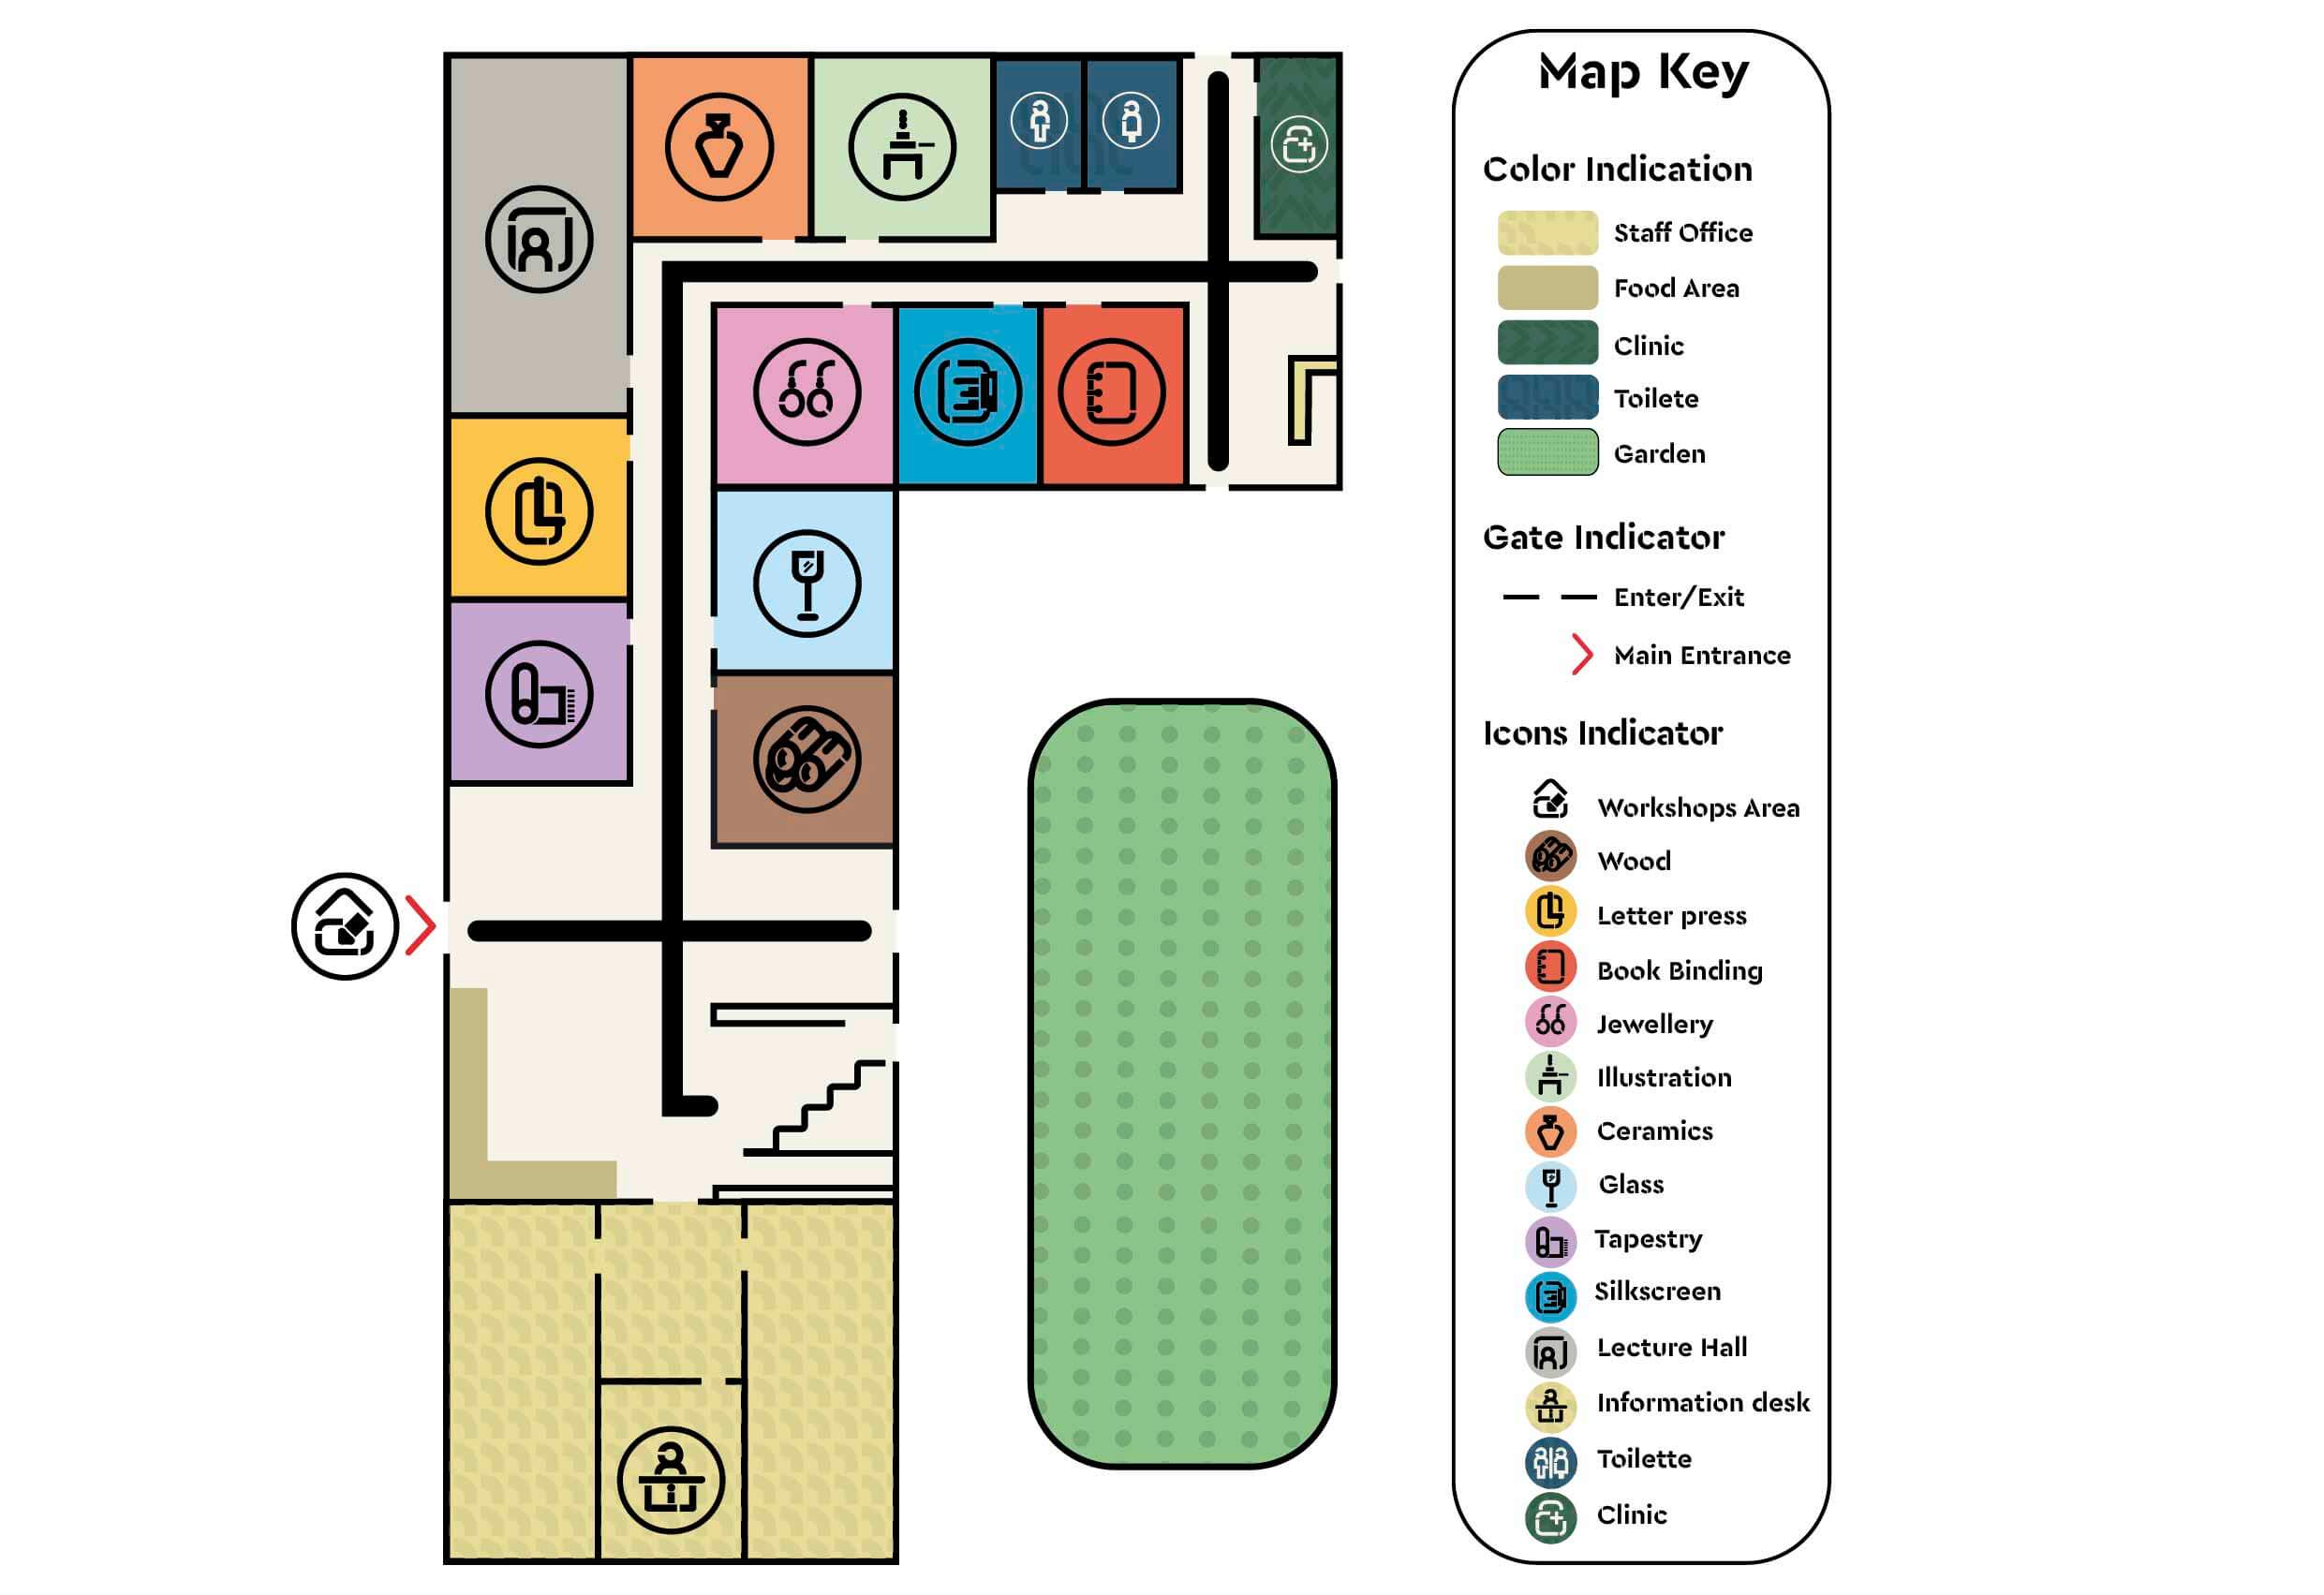 Map Key
Color Indication
Staff Office
Food Area
Clinic
Toilete
Garden
Gate Indicator
Enter/Exit
Main Entrance
Icons Indicator
Workshops Area
Wood
Letter press
Book Binding
Jewellery
Illustration
Ceramics
Glass
Tapestry
Silkscreen
Lecture Hall
Information desk
Toilette
Clinic